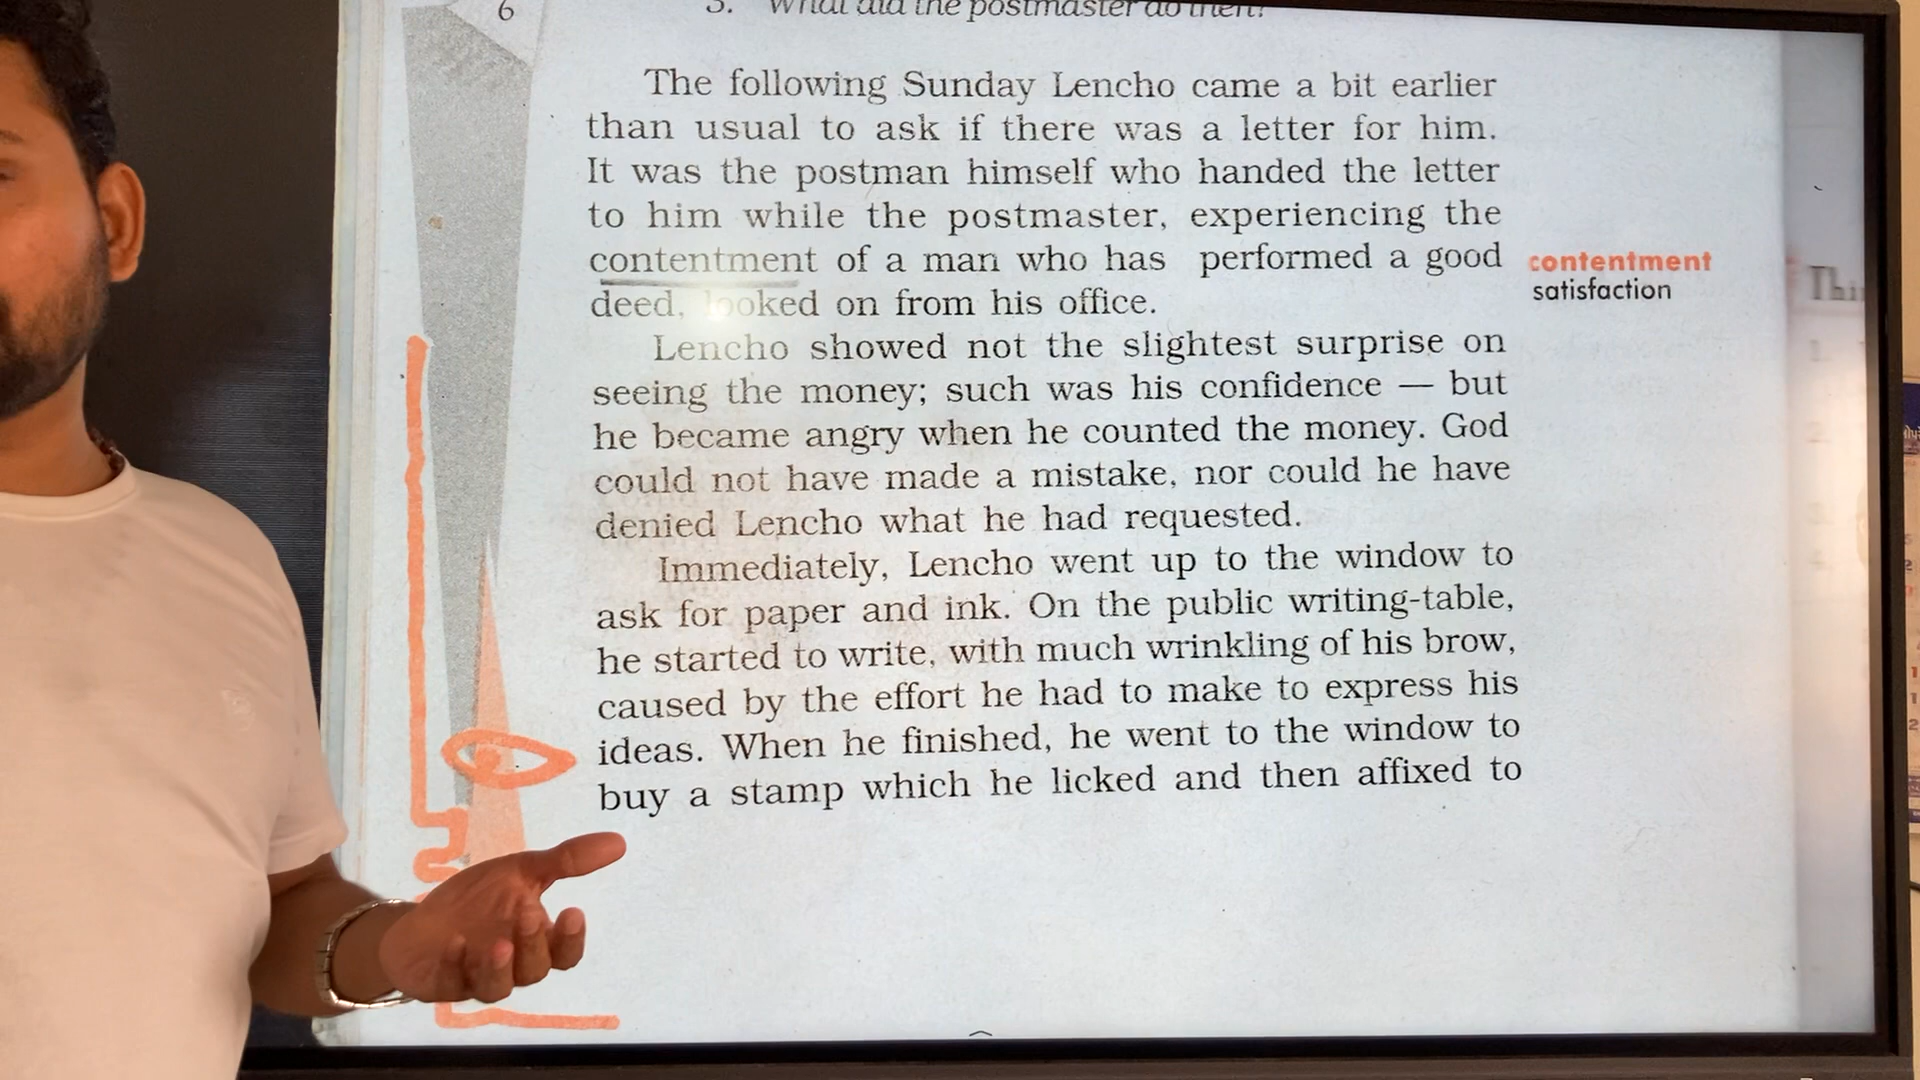 6
3. What did the postmaster do then?
The following Sunday Lencho came a bit earlier
than usual to ask if there was a letter for him.
It was the postman himself who handed the letter
to him while the postmaster, experiencing the
contentment of a man who has performed a good
deed, looked on from his office.
contentment
satisfaction
Lencho showed not the slightest surprise on
seeing the money; such was his confidence — but
he became angry when he counted the money. God
could not have made a mistake, nor could he have
denied Lencho what he had requested.
Immediately, Lencho went up to the window to
ask for paper and ink. On the public writing-table,
he started to write, with much wrinkling of his brow,
caused by the effort he had to make to express his
ideas. When he finished, he went to the window to
buy a stamp which he licked and then affixed to